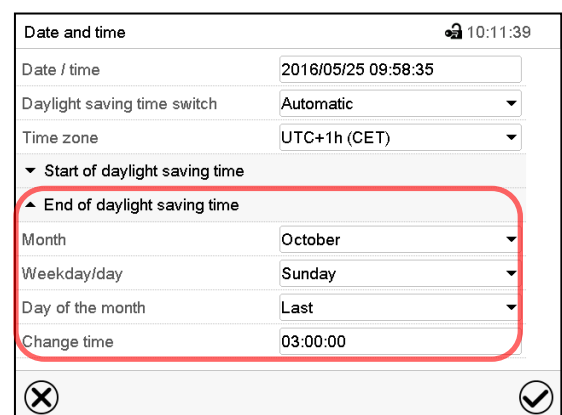 Date and time 10:11:39
Date / time 2016/05/25 09:58:35
Daylight saving time switch Automatic
Time zone UTC+1h (CET)
Start of daylight saving time
End of daylight saving time
Month October
Weekday/day Sunday
Day of the month Last
Change time 03:00:00